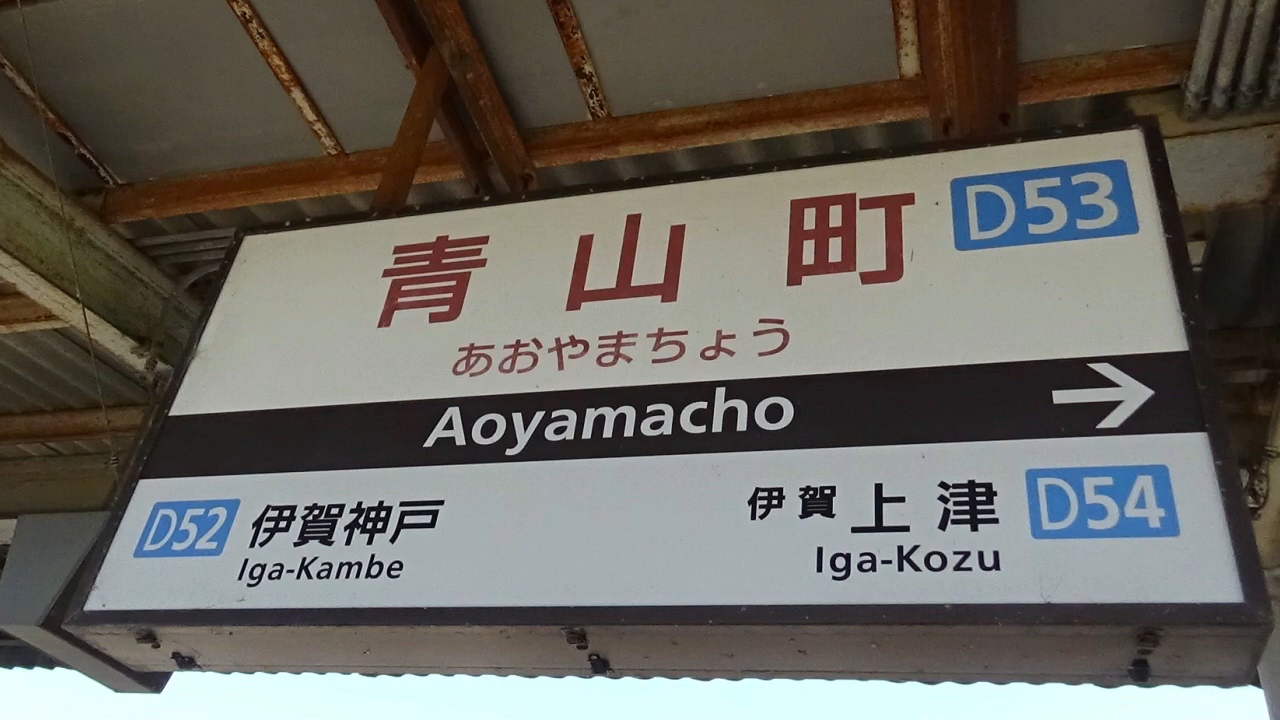 青山町 D53
あおやまちょう
Aoyamacho →
D52 伊賀神戸
Iga-Kambe
伊賀上津 D54
Iga-Kozu